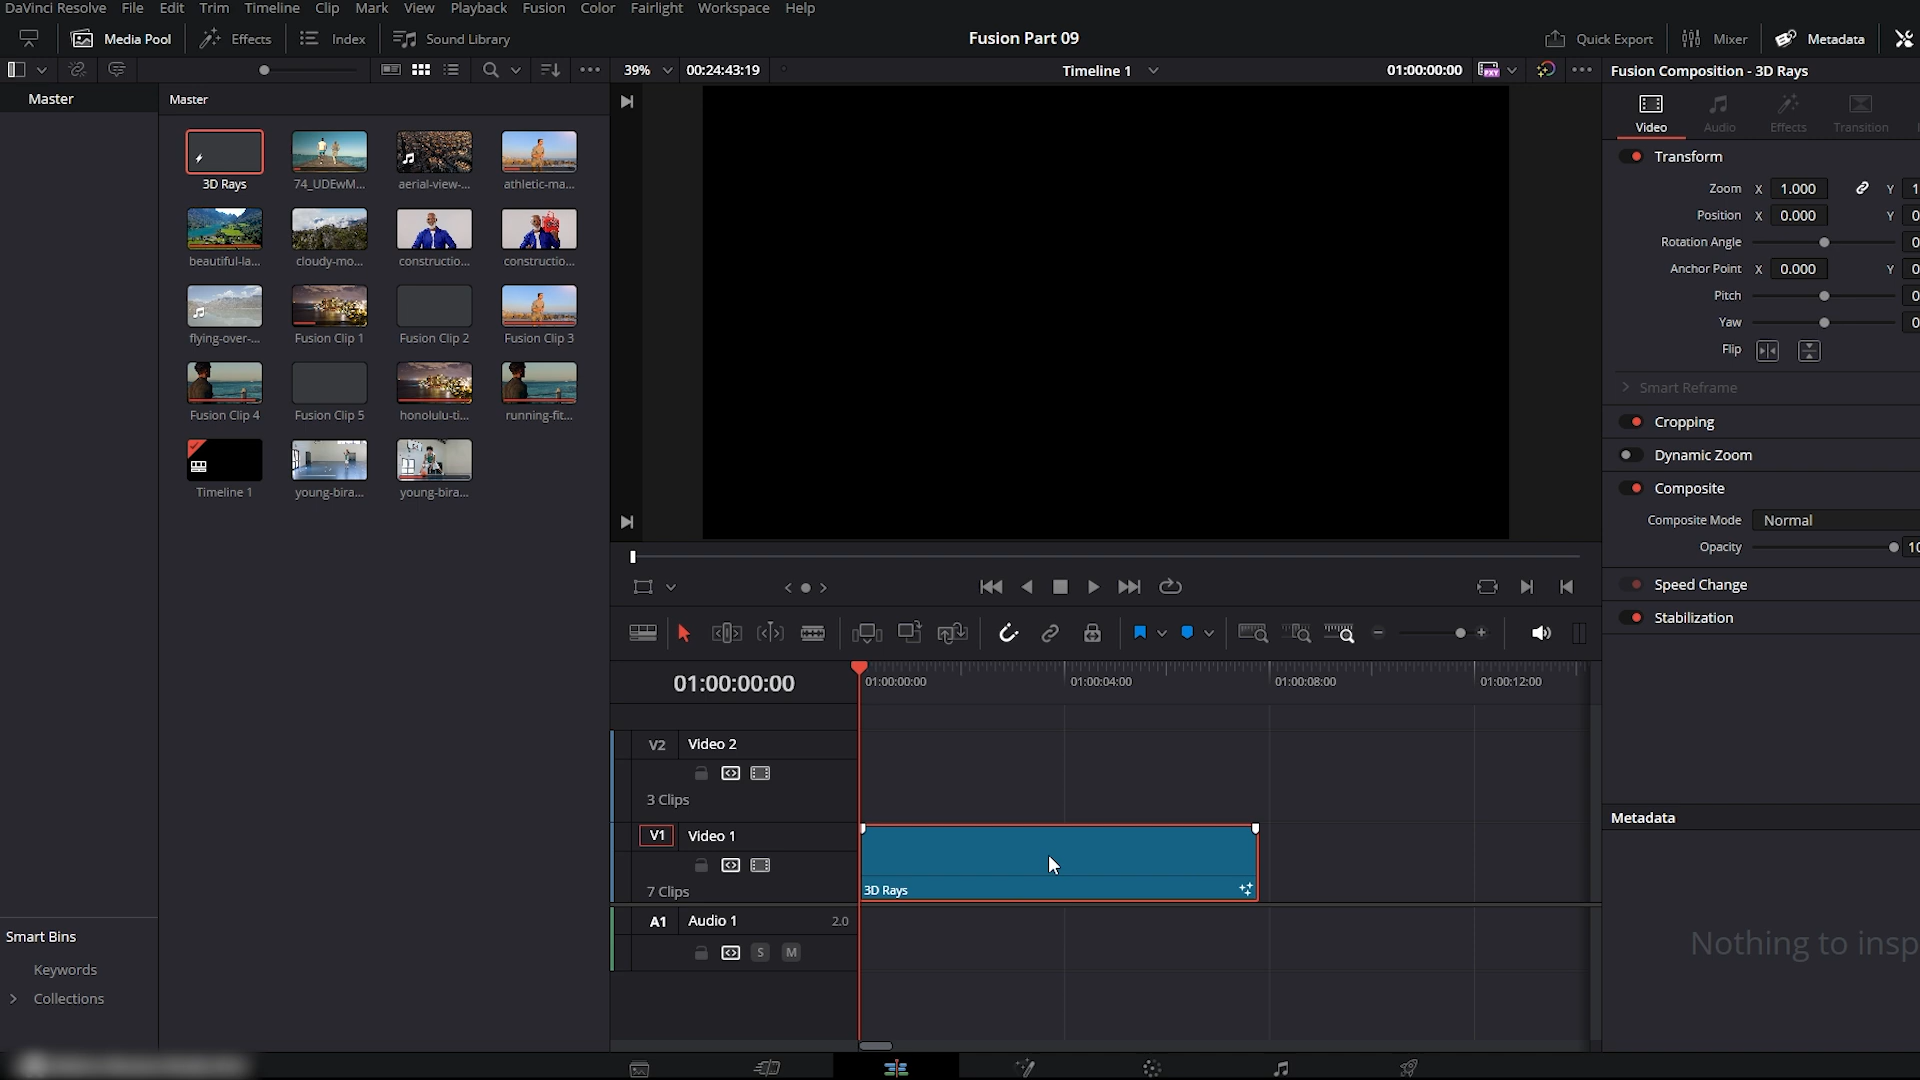 DaVinci Resolve File Edit Trim Timeline Clip Mark View Playback Fusion Color Fairlight Workspace Help
Media Pool Effects Index Sound Library Fusion Part 09 Quick Export Mixer Metadata
39% 00:24:43:19 Timeline 1 01:00:00:00 PXY Fusion Composition - 3D Rays
Master Master
Video Audio Effects Transition
Transform
3D Rays 74_UDEwM... aerial-view-... athletic-ma...
Zoom X 1.000 Y 1
Position X 0.000 Y 0
Rotation Angle 0
beautiful-la... cloudy-mo... constructio... constructio...
Anchor Point X 0.000 Y 0
Pitch 0
Yaw 0
flying-over-... Fusion Clip 1 Fusion Clip 2 Fusion Clip 3
Flip
Smart Reframe
Fusion Clip 4 Fusion Clip 5 honolulu-ti... running-fit...
Cropping
Dynamic Zoom
Timeline 1 young-bira... young-bira...
Composite
Composite Mode Normal
Opacity 10
Speed Change
Stabilization
01:00:00:00 01:00:00:00 01:00:04:00 01:00:08:00 01:00:12:00
V2 Video 2
3 Clips
Metadata
V1 Video 1
7 Clips
3D Rays
A1 Audio 1 2.0
S M
Nothing to insp
Smart Bins
Keywords
Collections